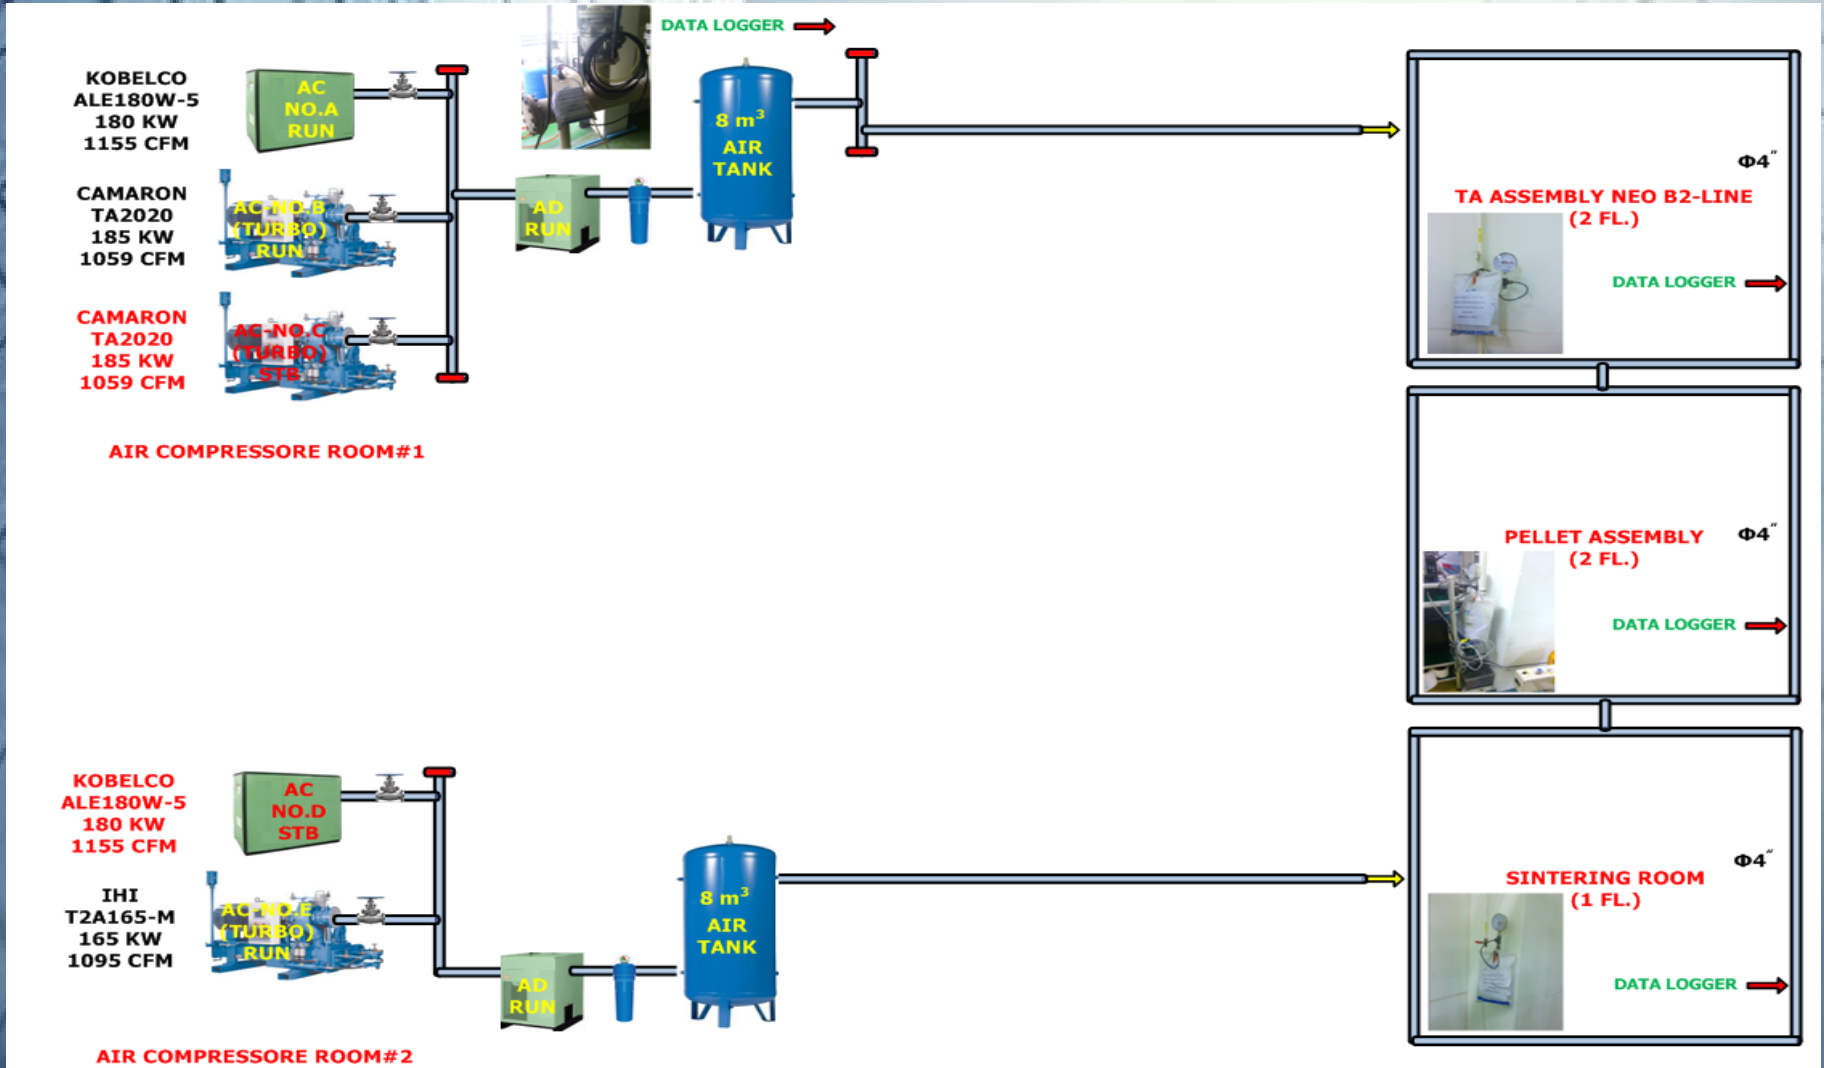 DATA LOGGER
KOBELCO
ALE180W-5
180 KW
1155 CFM
AC
NO.A
RUN
8 m³
AIR
TANK
CAMARON
TA2020
185 KW
1059 CFM
AC-NO.B
(TURBO)
RUN
AD
RUN
CAMARON
TA2020
185 KW
1059 CFM
AC-NO.C
(TURBO)
STB
AIR COMPRESSORE ROOM#1
Φ4"
TA ASSEMBLY NEO B2-LINE
(2 FL.)
DATA LOGGER
Φ4"
PELLET ASSEMBLY
(2 FL.)
DATA LOGGER
KOBELCO
ALE180W-5
180 KW
1155 CFM
AC
NO.D
STB
IHI
T2A165-M
165 KW
1095 CFM
AC-NO.E
(TURBO)
RUN
AD
RUN
8 m³
AIR
TANK
AIR COMPRESSORE ROOM#2
Φ4"
SINTERING ROOM
(1 FL.)
DATA LOGGER